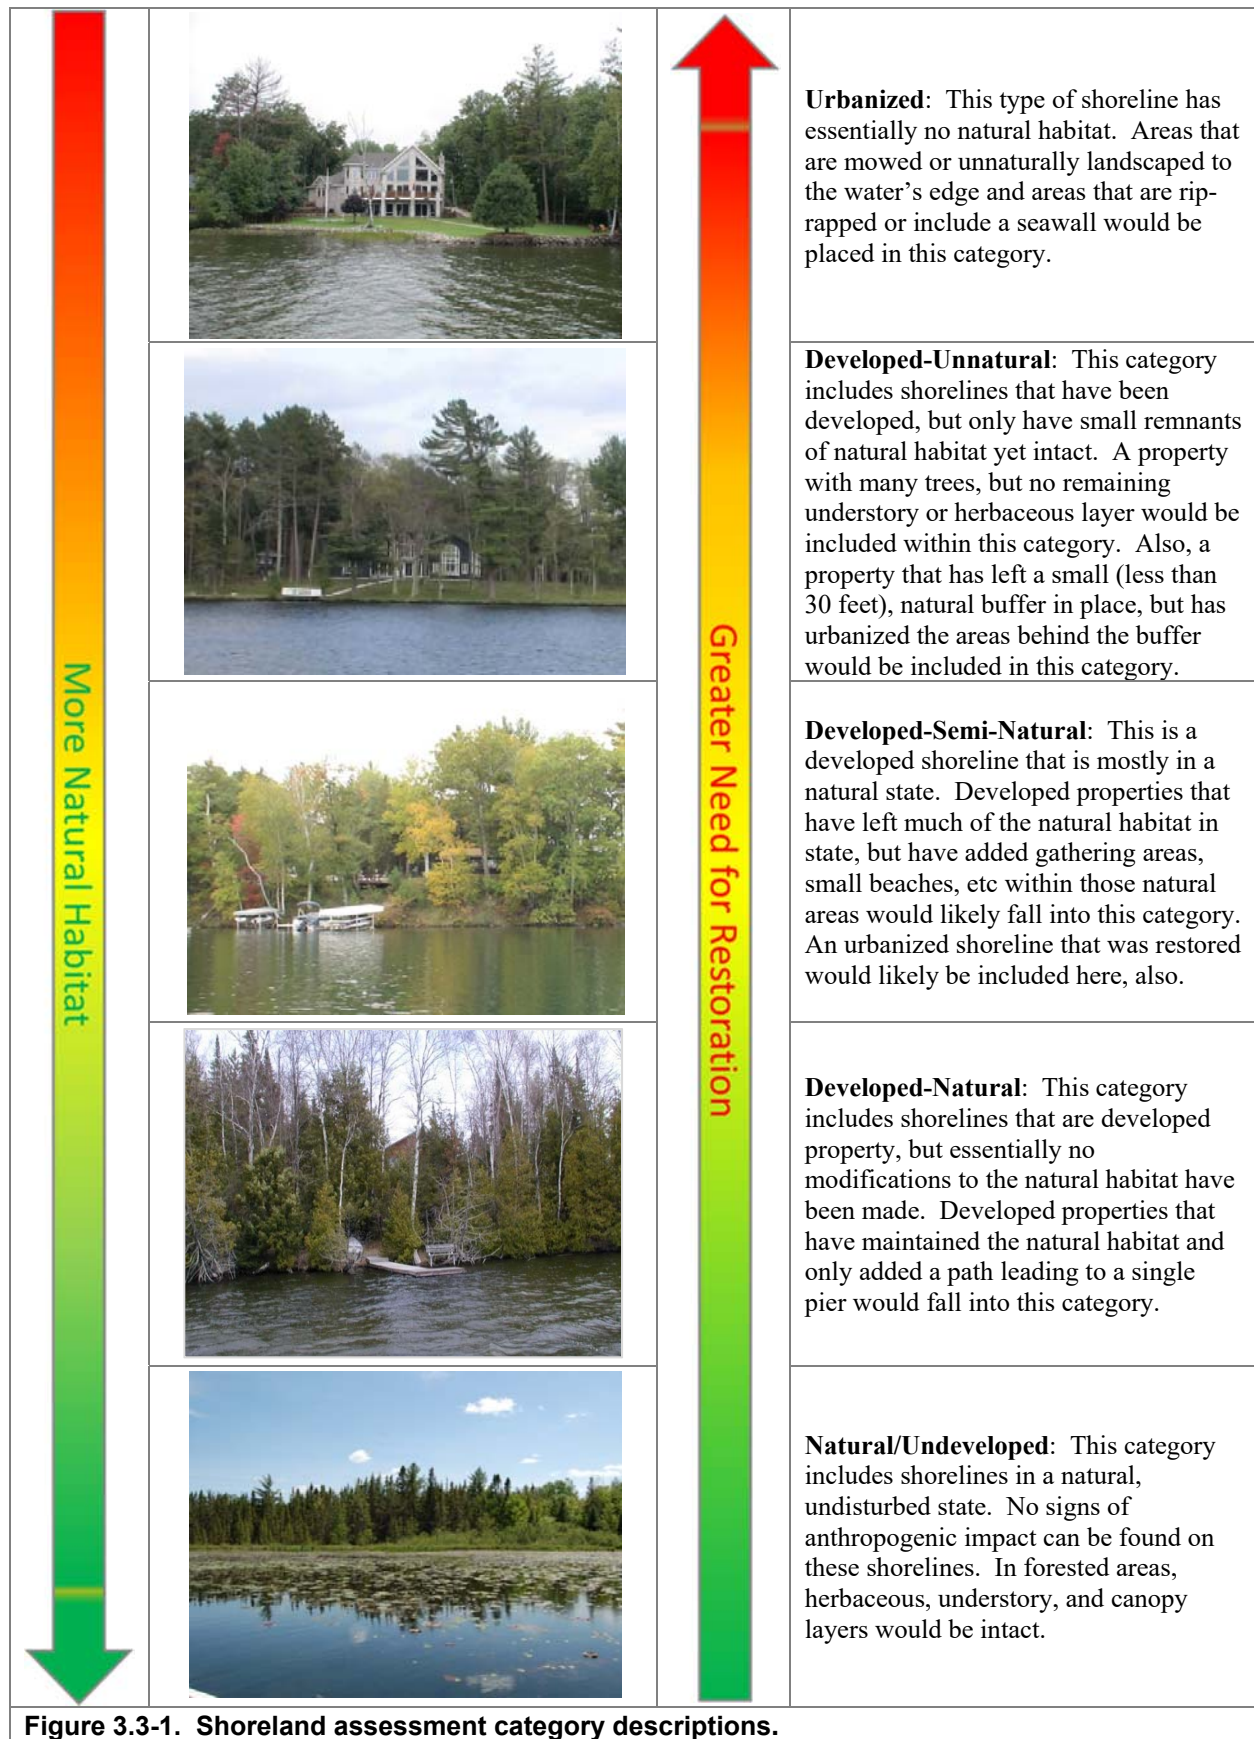 Urbanized: This type of shoreline has
essentially no natural habitat. Areas that
are mowed or unnaturally landscaped to
the water's edge and areas that are rip-
rapped or include a seawall would be
placed in this category.
Developed-Unnatural: This category
includes shorelines that have been
developed, but only have small remnants
of natural habitat yet intact. A property
with many trees, but no remaining
understory or herbaceous layer would be
included within this category. Also, a
property that has left a small (less than
30 feet), natural buffer in place, but has
urbanized the areas behind the buffer
would be included in this category.
More Natural Habitat
Greater Need for Restoration
Developed-Semi-Natural: This is a
developed shoreline that is mostly in a
natural state. Developed properties that
have left much of the natural habitat in
state, but have added gathering areas,
small beaches, etc within those natural
areas would likely fall into this category.
An urbanized shoreline that was restored
would likely be included here, also.
Developed-Natural: This category
includes shorelines that are developed
property, but essentially no
modifications to the natural habitat have
been made. Developed properties that
have maintained the natural habitat and
only added a path leading to a single
pier would fall into this category.
Natural/Undeveloped: This category
includes shorelines in a natural,
undisturbed state. No signs of
anthropogenic impact can be found on
these shorelines. In forested areas,
herbaceous, understory, and canopy
layers would be intact.
Figure 3.3-1. Shoreland assessment category descriptions.